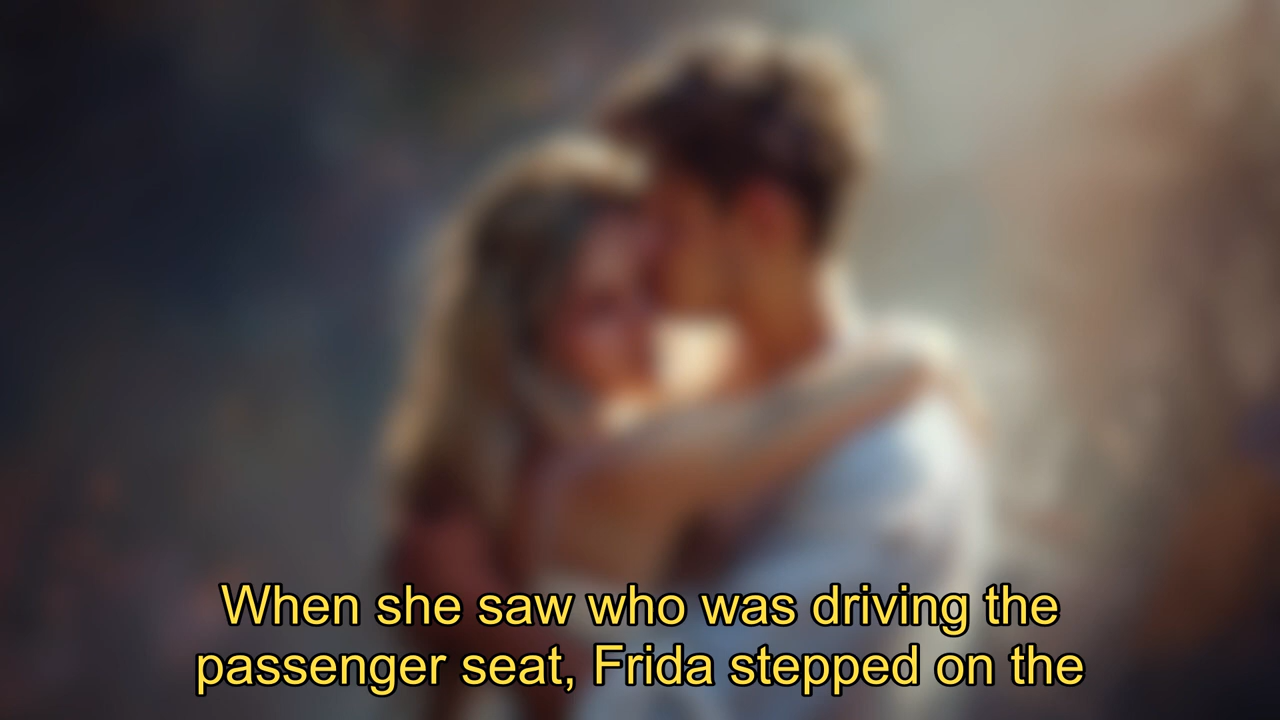 When she saw who was driving the
passenger seat, Frida stepped on the